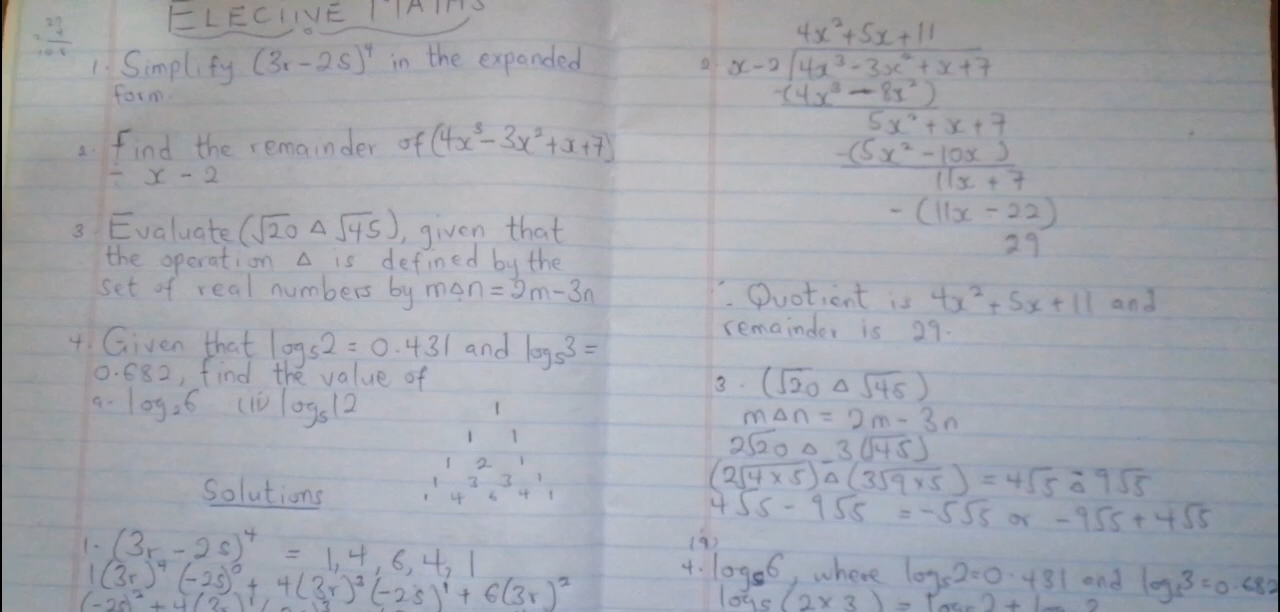 ELECTIVE MATHS
1. Simplify (3r - 2s)⁴ in the expanded
form.
2. Find the remainder of (4x³ - 3x² + x + 7)
÷ x - 2
3. Evaluate (√20 Δ √45), given that
the operation Δ is defined by the
set of real numbers by mΔn = 2m - 3n
4. Given that log₅2 = 0.431 and log₅3 =
0.682, find the value of
a. log₅6 (ii) log₅12
1
1 1
1 2 1
1 3 3 1
1 4 6 4 1
Solutions
1. (3r - 2s)⁴ = 1, 4, 6, 4, 1
1(3r)⁴ (-2s)⁰ + 4(3r)³ (-2s)¹ + 6(3r)²
4x² + 5x + 11
2. x - 2 √4x³ - 3x² + x + 7
-(4x³ - 8x²)
5x² + x + 7
-(5x² - 10x)
11x + 7
- (11x - 22)
29
∴ Quotient is 4x² + 5x + 11 and
remainder is 29.
3. (√20 Δ √45)
mΔn = 2m - 3n
2√20 Δ 3(√45)
(2√4 × 5) Δ (3√9 × 5) = 4√5 Δ 9√5
4√5 - 9√5 = -5√5 or -9√5 + 4√5
(a)
4. log₅6, where log₅2 = 0.431 and log₅3 = 0.682
log₅ (2 × 3) =